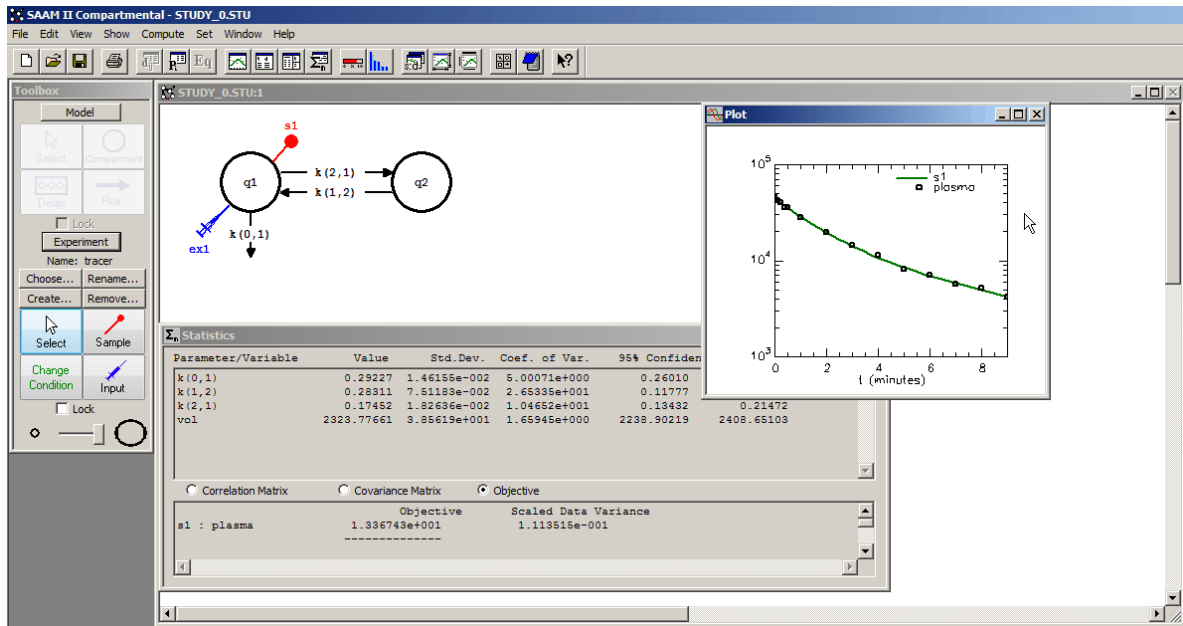 SAAM II Compartmental - STUDY_0.STU
File Edit View Show Compute Set Window Help
Toolbox
Model
Select Compartment
Delay Flux
Lock
Experiment
Name: tracer
Choose... Rename...
Create... Remove...
Select Sample
Change Condition Input
Lock
STUDY_0.STU:1
s1
q1 k(2,1) q2
k(1,2)
k(0,1)
ex1
Plot
s1
plasma
10^5
10^4
10^3
0 2 4 6 8
t (minutes)
Statistics
Parameter/Variable Value Std.Dev. Coef. of Var. 95% Confiden
k(0,1) 0.29227 1.46155e-002 5.00071e+000 0.26010
k(1,2) 0.28311 7.51183e-002 2.65335e+001 0.11777
k(2,1) 0.17452 1.82636e-002 1.04652e+001 0.13432 0.21472
vol 2323.77661 3.85619e+001 1.65945e+000 2238.90219 2408.65103
Correlation Matrix Covariance Matrix Objective
Objective Scaled Data Variance
s1 : plasma 1.336743e+001 1.113515e-001
--------------